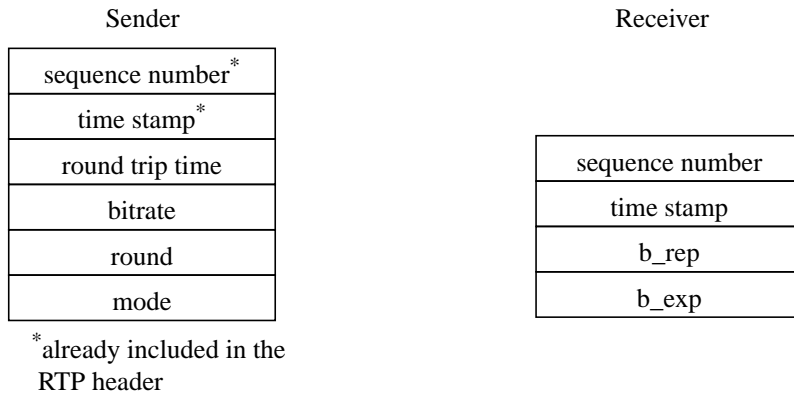 Sender
sequence number*
time stamp*
round trip time
bitrate
round
mode
*already included in the
RTP header
Receiver
sequence number
time stamp
b_rep
b_exp